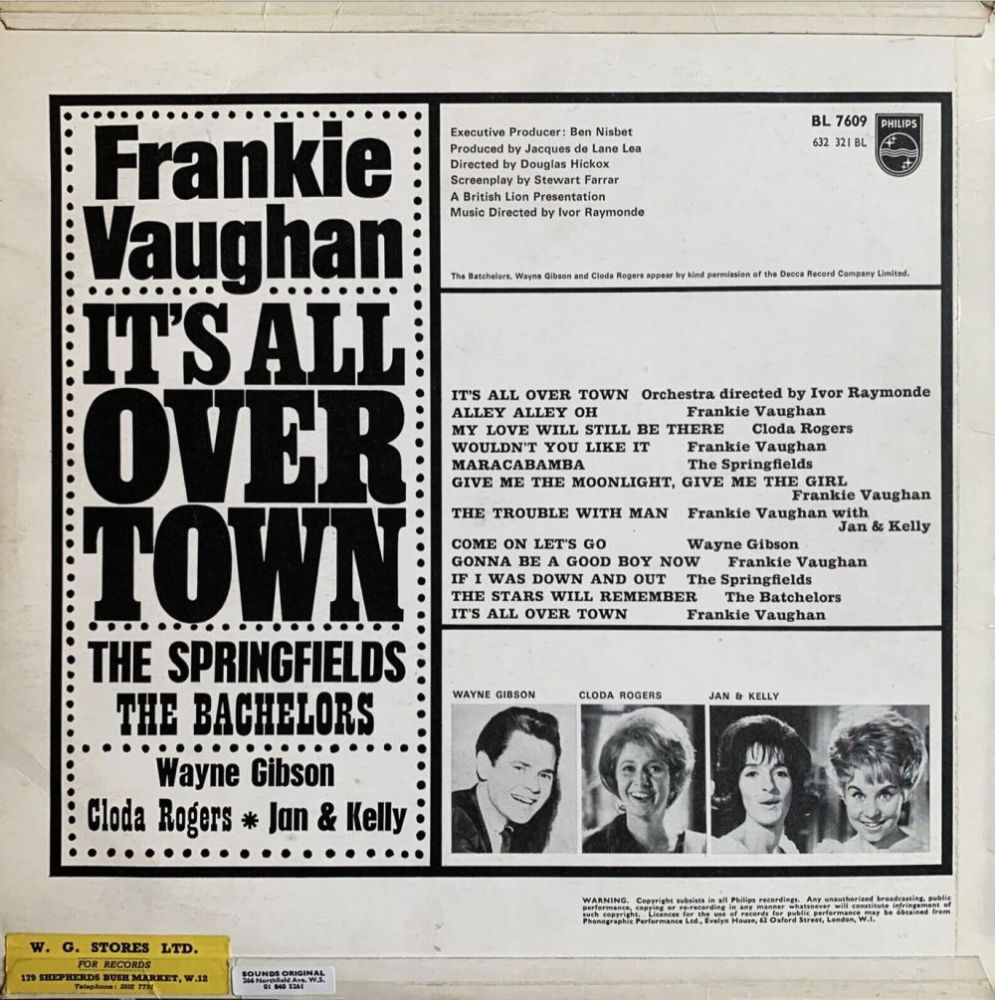 Frankie
Vaughan
IT'S ALL
OVER
TOWN
THE SPRINGFIELDS
THE BACHELORS
Wayne Gibson
Cloda Rogers * Jan & Kelly
Executive Producer: Ben Nisbet
Produced by Jacques de Lane Lea
Directed by Douglas Hickox
Screenplay by Stewart Farrar
A British Lion Presentation
Music Directed by Ivor Raymonde
BL 7609
632 321 BL
PHILIPS
The Batchelors, Wayne Gibson and Cloda Rogers appear by kind permission of the Decca Record Company Limited.
IT'S ALL OVER TOWN Orchestra directed by Ivor Raymonde
ALLEY ALLEY OH Frankie Vaughan
MY LOVE WILL STILL BE THERE Cloda Rogers
WOULDN'T YOU LIKE IT Frankie Vaughan
MARACABAMBA The Springfields
GIVE ME THE MOONLIGHT, GIVE ME THE GIRL
Frankie Vaughan
THE TROUBLE WITH MAN Frankie Vaughan with
Jan & Kelly
COME ON LET'S GO Wayne Gibson
GONNA BE A GOOD BOY NOW Frankie Vaughan
IF I WAS DOWN AND OUT The Springfields
THE STARS WILL REMEMBER The Batchelors
IT'S ALL OVER TOWN Frankie Vaughan
WAYNE GIBSON CLODA ROGERS JAN & KELLY
WARNING. Copyright subsists in all Philips recordings. Any unauthorized broadcasting, public
performance, copying or re-recording in any manner whatsoever will constitute infringement of
such copyright. Licences for the use of records for public performance may be obtained from
Phonographic Performance Ltd., Evelyn House, 62 Oxford Street, London, W.1.
W. G. STORES LTD.
FOR RECORDS
179 SHEPHERDS BUSH MARKET, W.12
Telephone: SHE
SOUNDS ORIGINAL
266 Northfield Ave. W.5.
01 840 5261